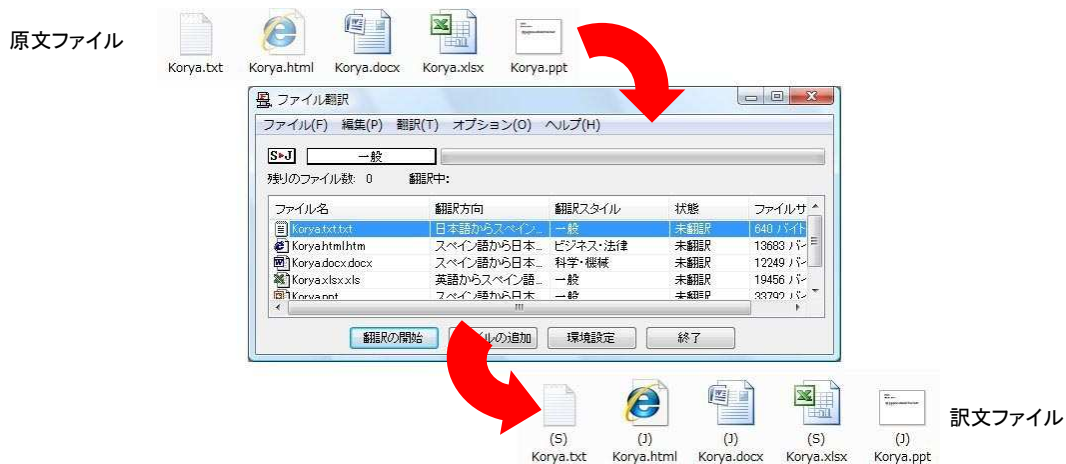 原文ファイル
Korya.txt Korya.html Korya.docx Korya.xlsx Korya.ppt
ファイル翻訳
ファイル(F) 編集(P) 翻訳(T) オプション(O) ヘルプ(H)
S▸J 一般
残りのファイル数: 0 翻訳中:
ファイル名 翻訳方向 翻訳スタイル 状態 ファイルサ
Korya.txt.txt 日本語からスペイン... 一般 未翻訳 640 バイト
Korya.html.htm スペイン語から日本... ビジネス・法律 未翻訳 13683 バイ
Korya.docx.docx スペイン語から日本... 科学・機械 未翻訳 12249 バイ
Korya.xlsx.xls 英語からスペイン語... 一般 未翻訳 19456 バイ
Korya.ppt スペイン語から日本 一般 未翻訳 33792 バイ
翻訳の開始 イルの追加 環境設定 終了
訳文ファイル
(S) (J) (J) (S) (J)
Korya.txt Korya.html Korya.docx Korya.xlsx Korya.ppt